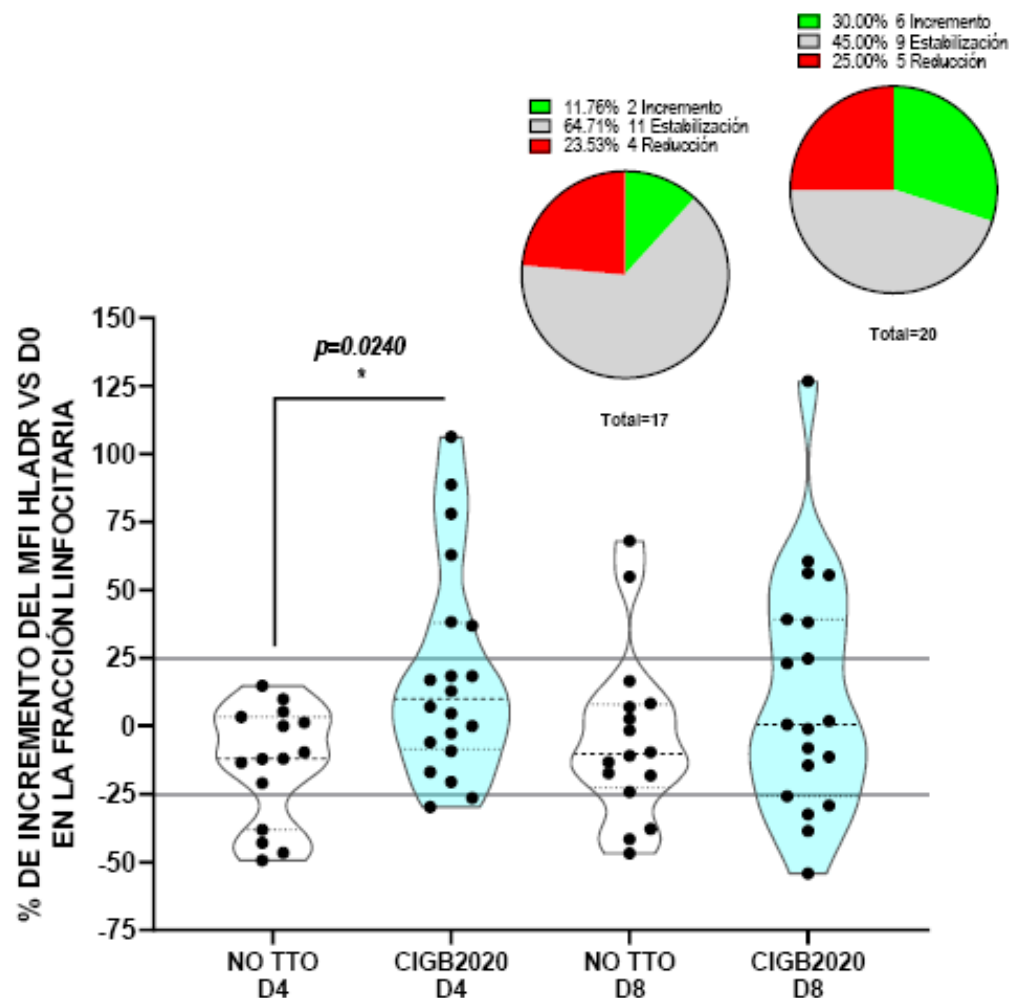 30.00% 6 Incremento
45.00% 9 Estabilización
25.00% 5 Reducción
11.76% 2 Incremento
64.71% 11 Estabilización
23.53% 4 Reducción
Total=20
Total=17
% DE INCREMENTO DEL MFI HLADR VS D0
EN LA FRACCIÓN LINFOCITARIA
150
125
100
75
50
25
0
-25
-50
-75
p=0.0240
*
NO TTO
D4
CIGB2020
D4
NO TTO
D8
CIGB2020
D8